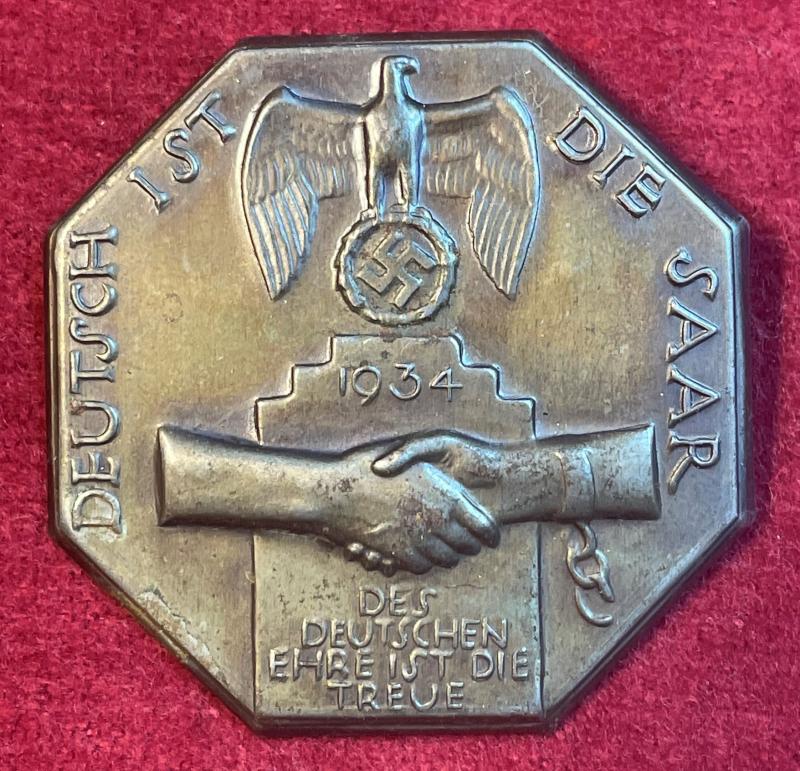 DEUTSCH IST DIE SAAR
1934
DES
DEUTSCHEN
EHRE IST DIE
TREUE